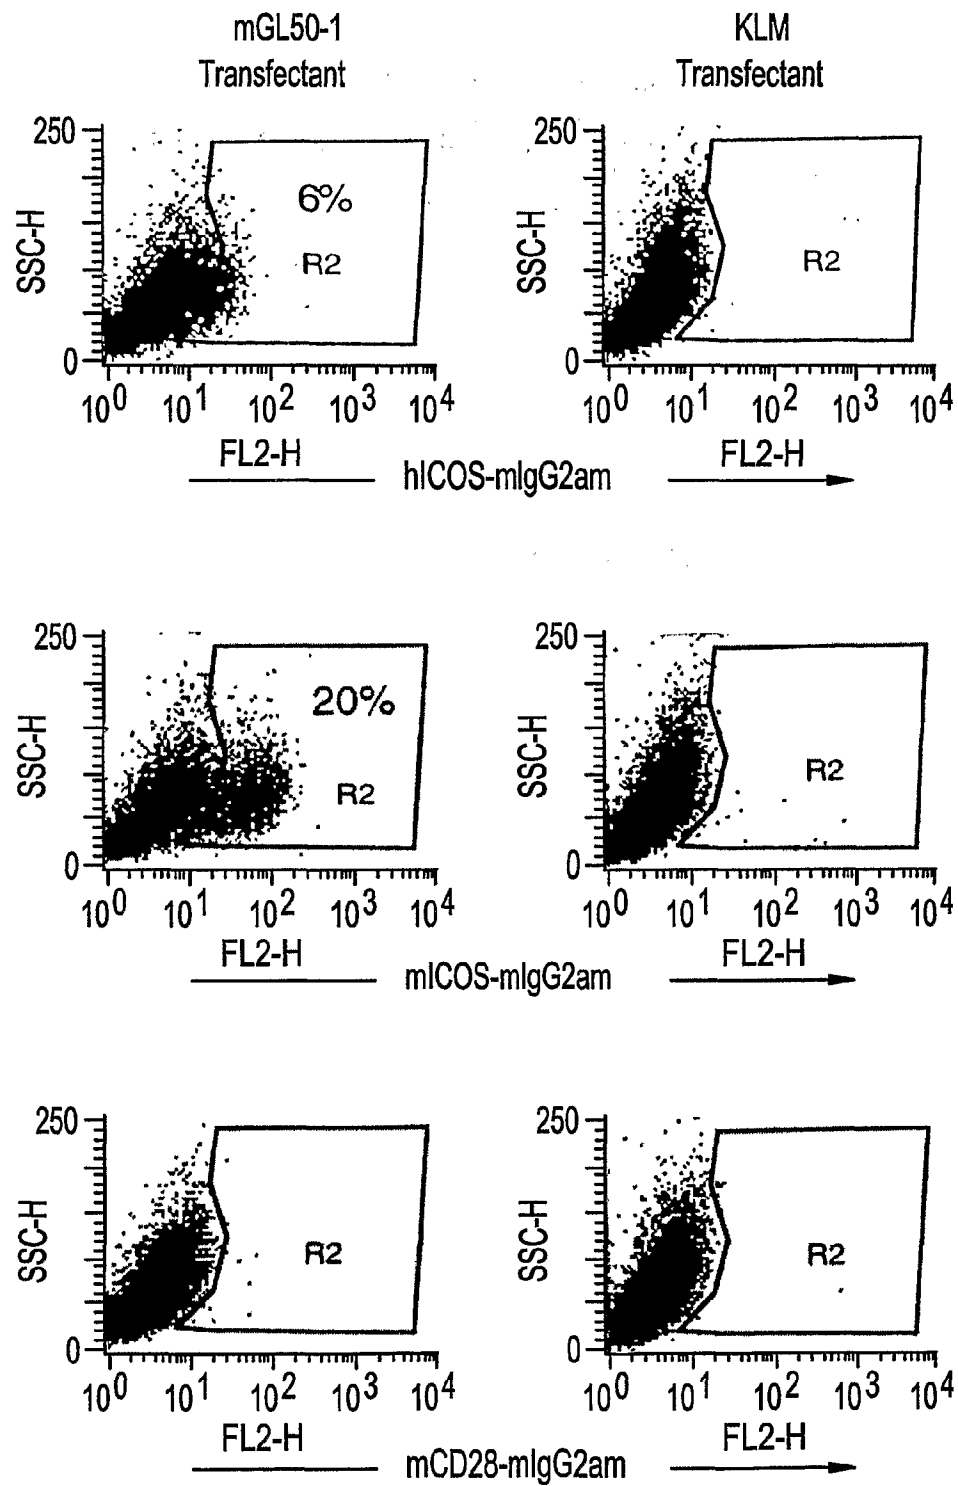 mGL50-1
Transfectant
KLM
Transfectant
250
SSC-H
6%
R2
0
10^0 10^1 10^2 10^3 10^4
FL2-H
250
SSC-H
R2
0
10^0 10^1 10^2 10^3 10^4
FL2-H
hICOS-mIgG2am
250
SSC-H
20%
R2
0
10^0 10^1 10^2 10^3 10^4
FL2-H
250
SSC-H
R2
0
10^0 10^1 10^2 10^3 10^4
FL2-H
mICOS-mIgG2am
250
SSC-H
R2
0
10^0 10^1 10^2 10^3 10^4
FL2-H
250
SSC-H
R2
0
10^0 10^1 10^2 10^3 10^4
FL2-H
mCD28-mIgG2am